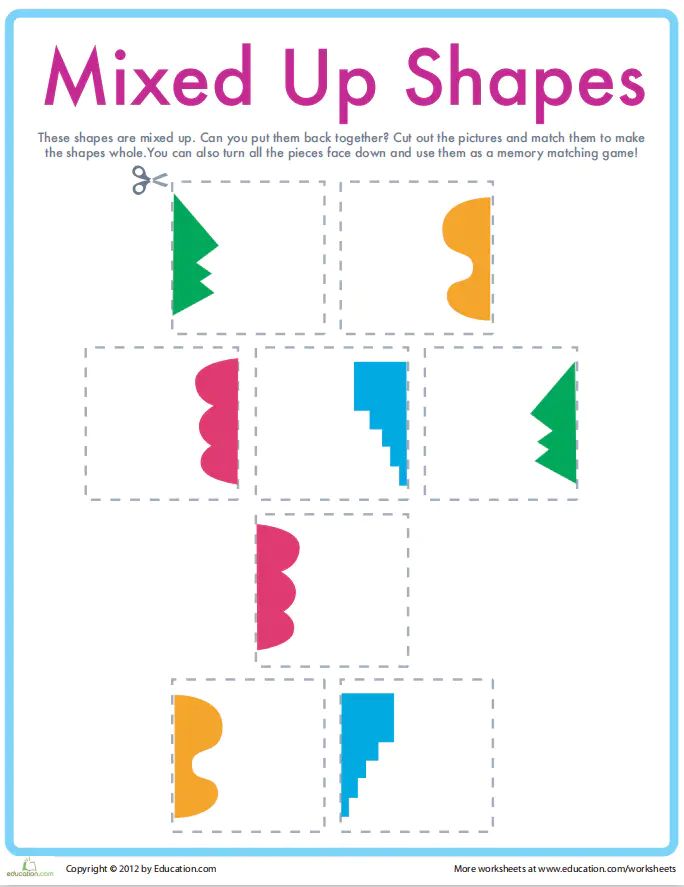 Mixed Up Shapes
These shapes are mixed up. Can you put them back together? Cut out the pictures and match them to make
the shapes whole.You can also turn all the pieces face down and use them as a memory matching game!
education.com
Copyright © 2012 by Education.com
More worksheets at www.education.com/worksheets